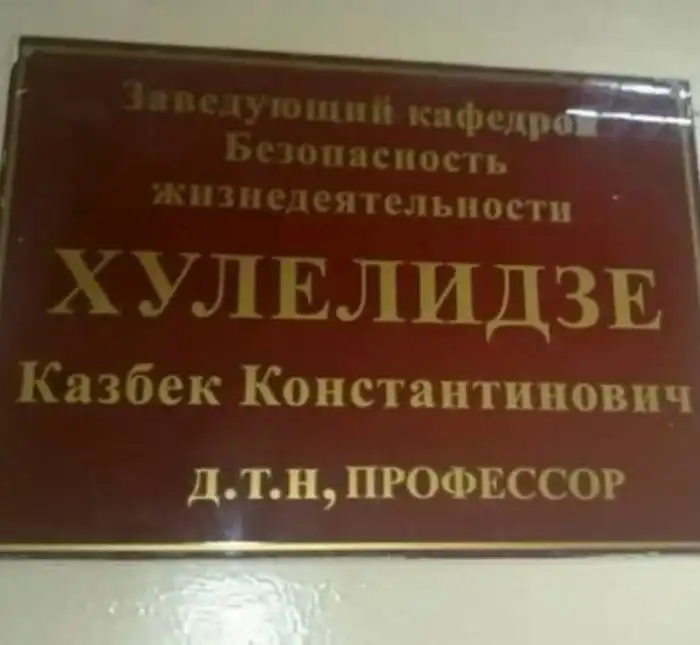 Заведующий кафедрой
Безопасность
жизнедеятельности
ХУЛЕЛИДЗЕ
Казбек Константинович
д.т.н, ПРОФЕССОР